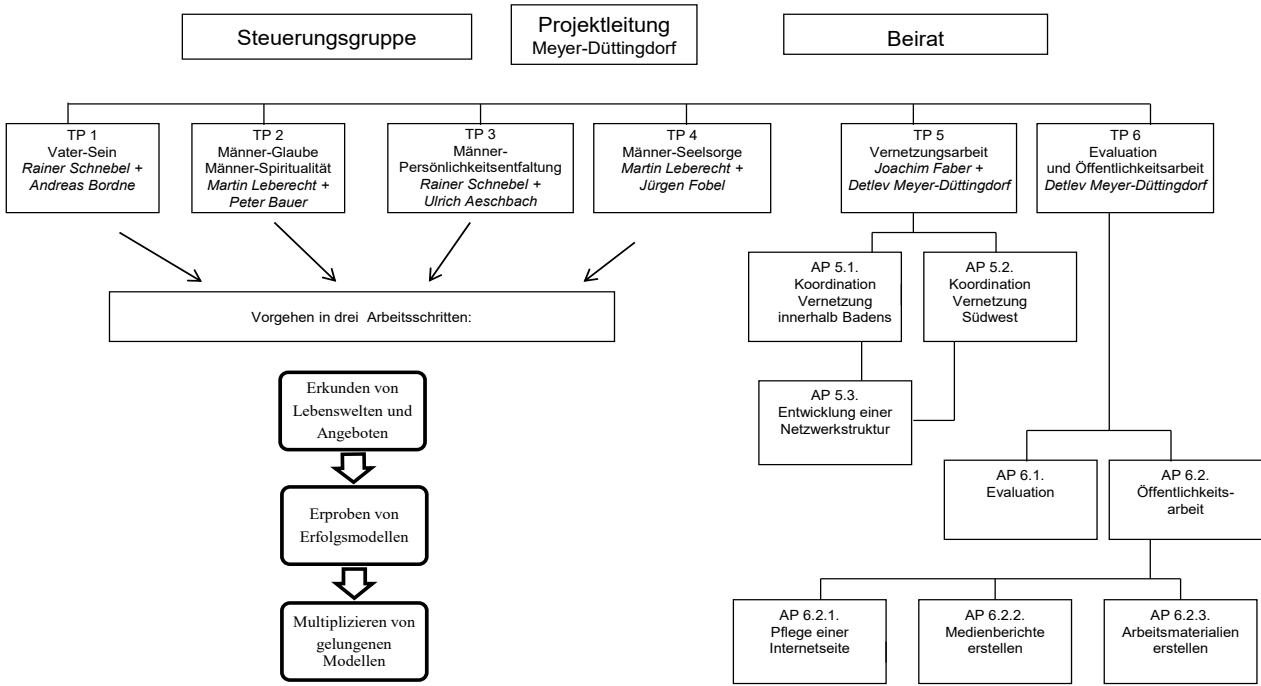 Steuerungsgruppe
Projektleitung
Meyer-Düttingdorf
Beirat
TP 1
Vater-Sein
Rainer Schnebel +
Andreas Bordne
TP 2
Männer-Glaube
Männer-Spiritualität
Martin Leberecht +
Peter Bauer
TP 3
Männer-
Persönlichkeitsentfaltung
Rainer Schnebel +
Ulrich Aeschbach
TP 4
Männer-Seelsorge
Martin Leberecht +
Jürgen Fobel
TP 5
Vernetzungsarbeit
Joachim Faber +
Detlev Meyer-Düttingdorf
TP 6
Evaluation
und Öffentlichkeitsarbeit
Detlev Meyer-Düttingdorf
Vorgehen in drei Arbeitsschritten:
Erkunden von
Lebenswelten und
Angeboten
Erproben von
Erfolgsmodellen
Multiplizieren von
gelungenen
Modellen
AP 5.1.
Koordination
Vernetzung
innerhalb Badens
AP 5.2.
Koordination
Vernetzung
Südwest
AP 5.3.
Entwicklung einer
Netzwerkstruktur
AP 6.1.
Evaluation
AP 6.2.
Öffentlichkeits-
arbeit
AP 6.2.1.
Pflege einer
Internetseite
AP 6.2.2.
Medienberichte
erstellen
AP 6.2.3.
Arbeitsmaterialien
erstellen